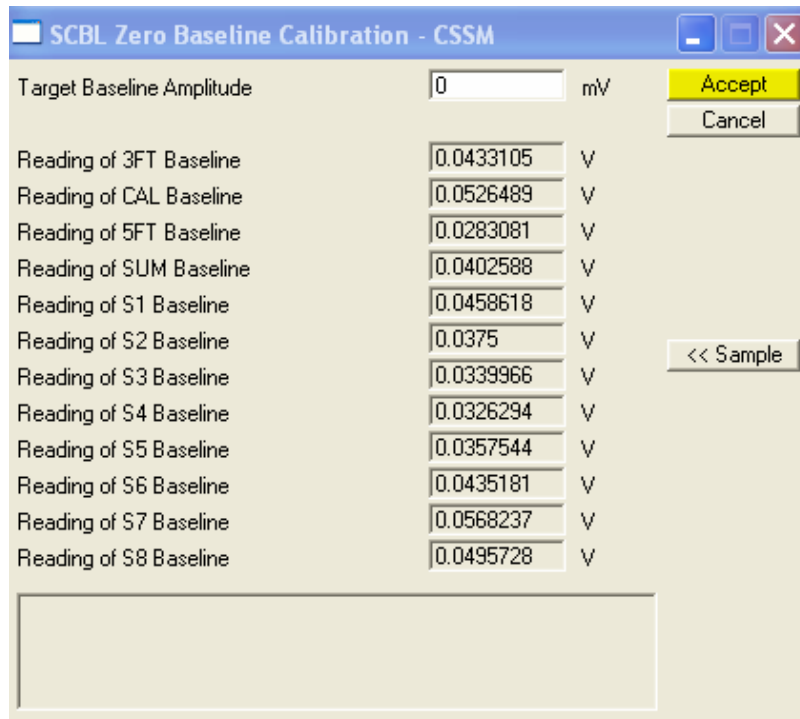 SCBL Zero Baseline Calibration - CSSM
Target Baseline Amplitude 0 mV Accept
Cancel
Reading of 3FT Baseline 0.0433105 V
Reading of CAL Baseline 0.0526489 V
Reading of 5FT Baseline 0.0283081 V
Reading of SUM Baseline 0.0402588 V
Reading of S1 Baseline 0.0458618 V
Reading of S2 Baseline 0.0375 V
<< Sample
Reading of S3 Baseline 0.0339966 V
Reading of S4 Baseline 0.0326294 V
Reading of S5 Baseline 0.0357544 V
Reading of S6 Baseline 0.0435181 V
Reading of S7 Baseline 0.0568237 V
Reading of S8 Baseline 0.0495728 V